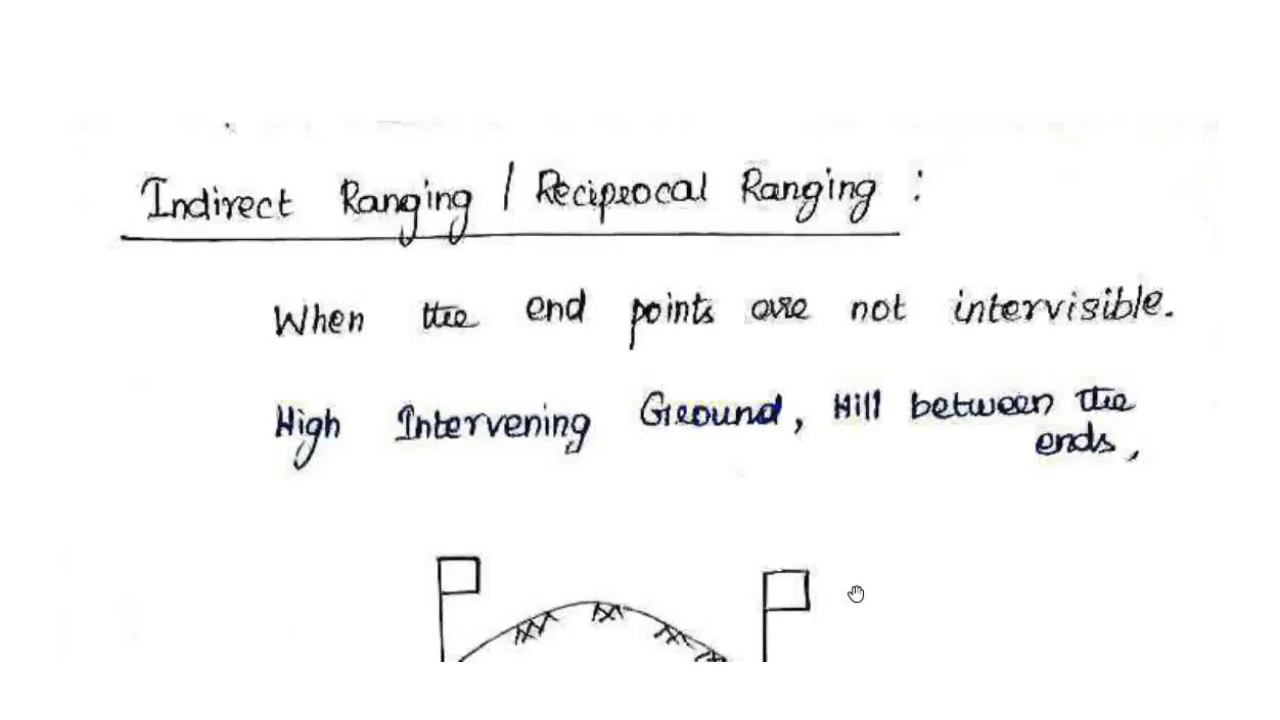 Indirect Ranging / Reciprocal Ranging :
When the end points are not intervisible.
High Intervening Ground, Hill between the
ends,